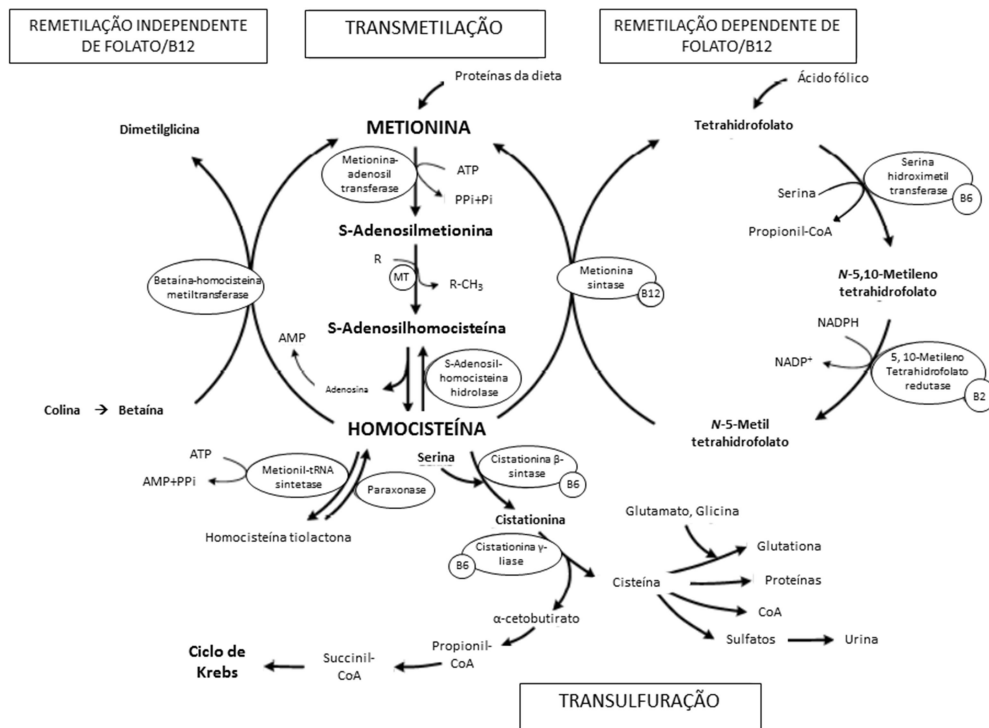 REMETILAÇÃO INDEPENDENTE
DE FOLATO/B12
TRANSMETILAÇÃO
REMETILAÇÃO DEPENDENTE DE
FOLATO/B12
Proteínas da dieta
Ácido fólico
Dimetilglicina
METIONINA
Tetrahidrofolato
Metionina-
adenosil
transferase
ATP
PPi+Pi
Serina
hidroximetil
transferase
B6
Serina
Propionil-CoA
S-Adenosilmetionina
R
MT
R-CH3
Betaína-homocisteína
metiltransferase
Metionina
sintase
B12
N-5,10-Metileno
tetrahidrofolato
S-Adenosilhomocisteína
NADPH
NADP+
5, 10-Metileno
Tetrahidrofolato
redutase
B2
AMP
Adenosina
S-Adenosil-
homocisteina
hidrolase
Colina
Betaína
HOMOCISTEÍNA
N-5-Metil
tetrahidrofolato
ATP
AMP+PPi
Metionil-tRNA
sintetase
Paraxonase
Serina
Cistationina β-
sintase
B6
Homocisteína tiolactona
Cistationina
Glutamato, Glicina
Cistationina γ-
liase
B6
Glutationa
Cisteína
Proteínas
CoA
Sulfatos
Urina
α-cetobutirato
Propionil-
CoA
Succinil-
CoA
Ciclo de
Krebs
TRANSULFURAÇÃO